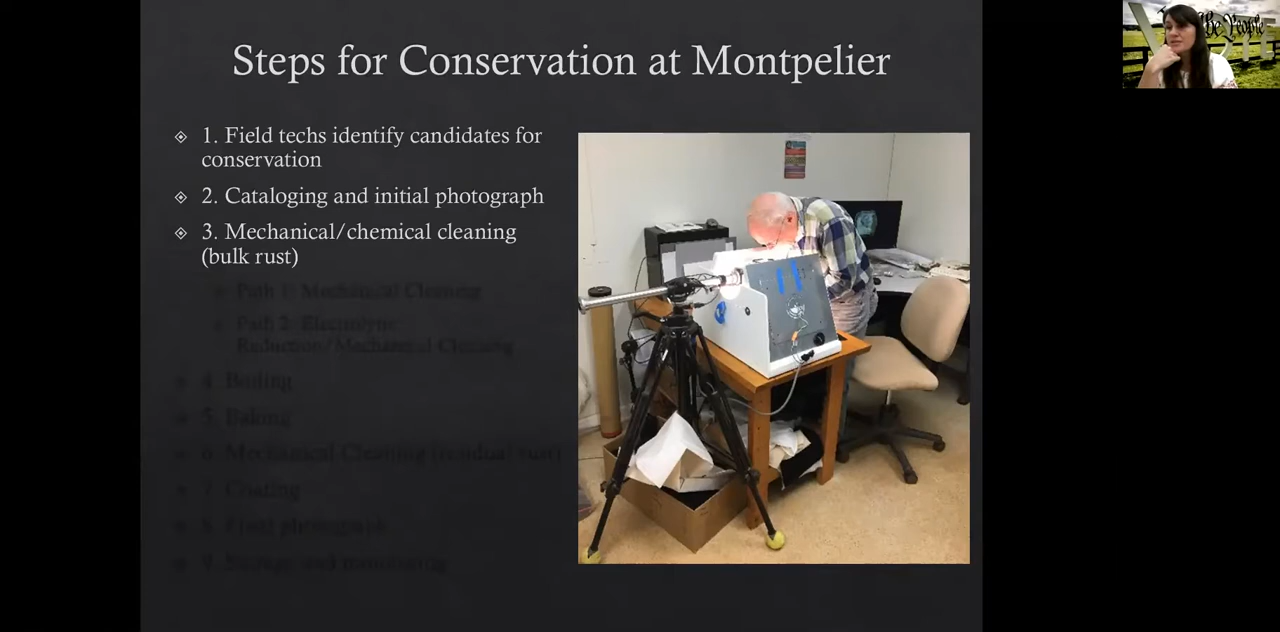 Steps for Conservation at Montpelier
1. Field techs identify candidates for
conservation
2. Cataloging and initial photograph
3. Mechanical/chemical cleaning
(bulk rust)
Path 1: Mechanical Cleaning
Path 2: Electrolytic
Reduction/Mechanical Cleaning
4. Boiling
5. Baking
6. Mechanical Cleaning (residual rust)
7. Coating
8. Final photograph
9. Storage and monitoring
Be People